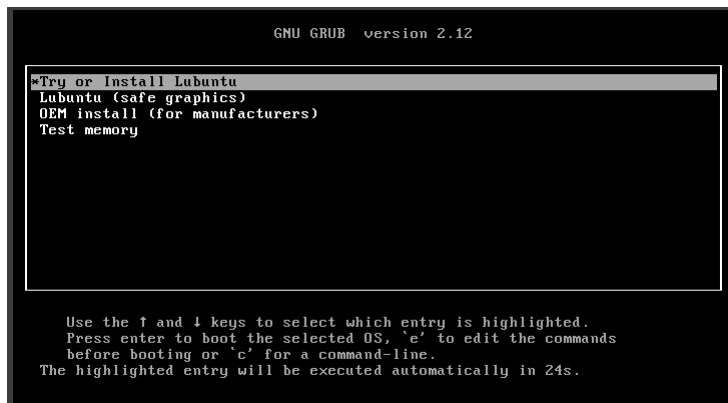 GNU GRUB version 2.12
*Try or Install Lubuntu
Lubuntu (safe graphics)
OEM install (for manufacturers)
Test memory
Use the ↑ and ↓ keys to select which entry is highlighted.
Press enter to boot the selected OS, `e' to edit the commands
before booting or `c' for a command-line.
The highlighted entry will be executed automatically in 24s.